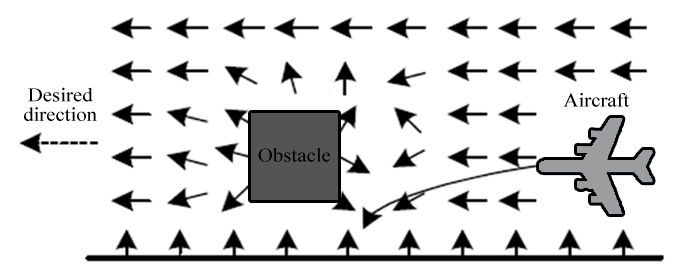 Desired
direction
Aircraft
Obstacle